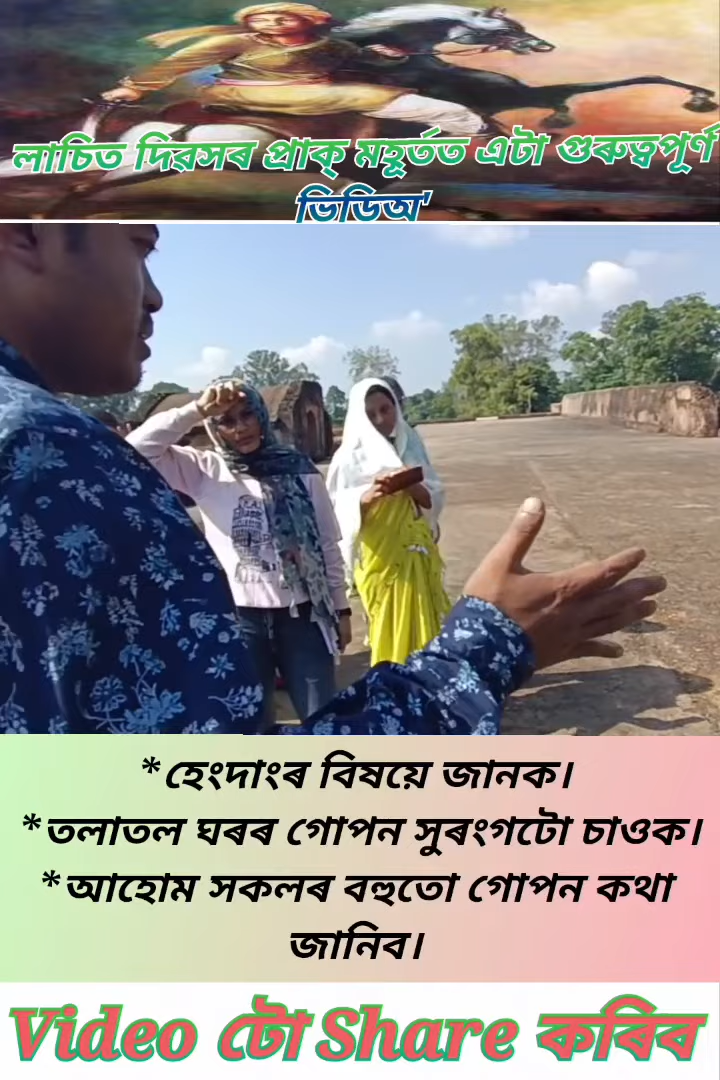 লাচিত দিৱসৰ প্ৰাক্ মহূৰ্তত এটা গুৰুত্বপূৰ্ণ
ভিডিঅ'
*হেংদাংৰ বিষয়ে জানক।
*তলাতল ঘৰৰ গোপন সুৰংগটো চাওক।
*আহোম সকলৰ বহুতো গোপন কথা
জানিব।
Video টো Share কৰিব